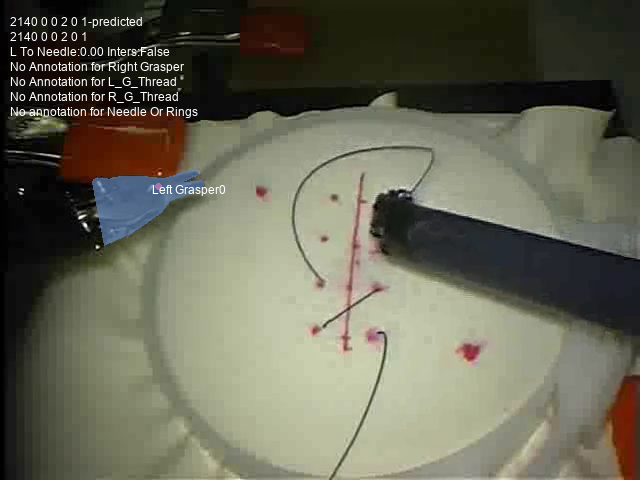 2140 0 0 2 0 1-predicted
2140 0 0 2 0 1
L To Needle:0.00 Inters:False
No Annotation for Right Grasper
No Annotation for L_G_Thread
No Annotation for R_G_Thread
No annotation for Needle Or Rings
Left Grasper0